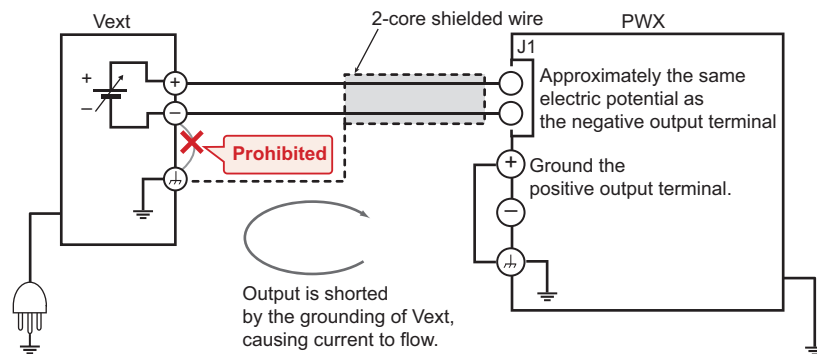 Vext
2-core shielded wire
PWX
J1
+
−
+
−
Approximately the same
electric potential as
the negative output terminal
Prohibited
+
−
Ground the
positive output terminal.
Output is shorted
by the grounding of Vext,
causing current to flow.